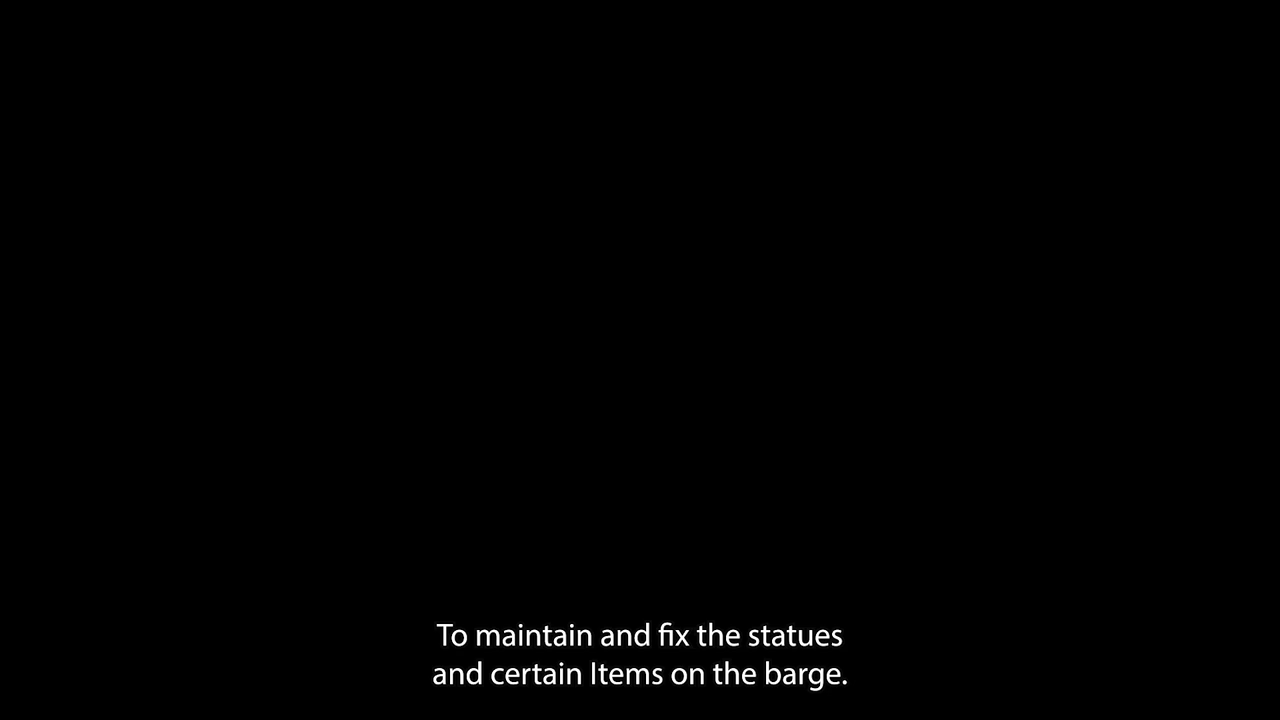 To maintain and fix the statues
and certain Items on the barge.